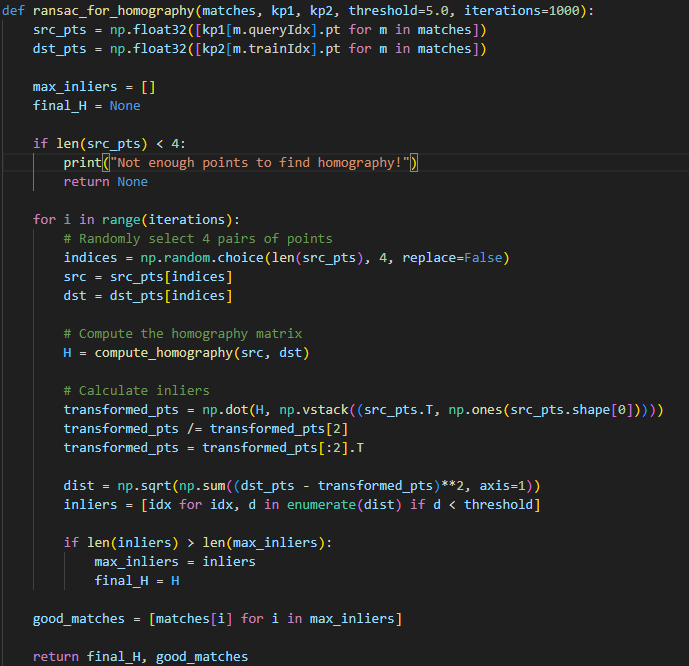 def ransac_for_homography(matches, kp1, kp2, threshold=5.0, iterations=1000):
    src_pts = np.float32([kp1[m.queryIdx].pt for m in matches])
    dst_pts = np.float32([kp2[m.trainIdx].pt for m in matches])

    max_inliers = []
    final_H = None

    if len(src_pts) < 4:
        print("Not enough points to find homography!")
        return None

    for i in range(iterations):
        # Randomly select 4 pairs of points
        indices = np.random.choice(len(src_pts), 4, replace=False)
        src = src_pts[indices]
        dst = dst_pts[indices]

        # Compute the homography matrix
        H = compute_homography(src, dst)

        # Calculate inliers
        transformed_pts = np.dot(H, np.vstack((src_pts.T, np.ones(src_pts.shape[0]))))
        transformed_pts /= transformed_pts[2]
        transformed_pts = transformed_pts[:2].T

        dist = np.sqrt(np.sum((dst_pts - transformed_pts)**2, axis=1))
        inliers = [idx for idx, d in enumerate(dist) if d < threshold]

        if len(inliers) > len(max_inliers):
            max_inliers = inliers
            final_H = H

    good_matches = [matches[i] for i in max_inliers]

    return final_H, good_matches